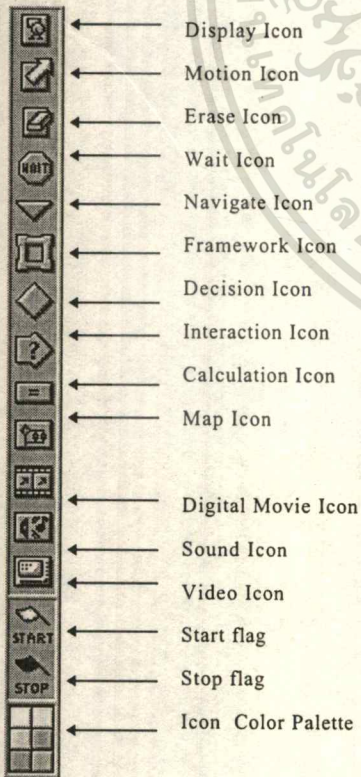 Display Icon
Motion Icon
Erase Icon
WAIT
Wait Icon
Navigate Icon
Framework Icon
Decision Icon
?
Interaction Icon
=
Calculation Icon
Map Icon
Digital Movie Icon
Sound Icon
Video Icon
START
Start flag
STOP
Stop flag
Icon Color Palette